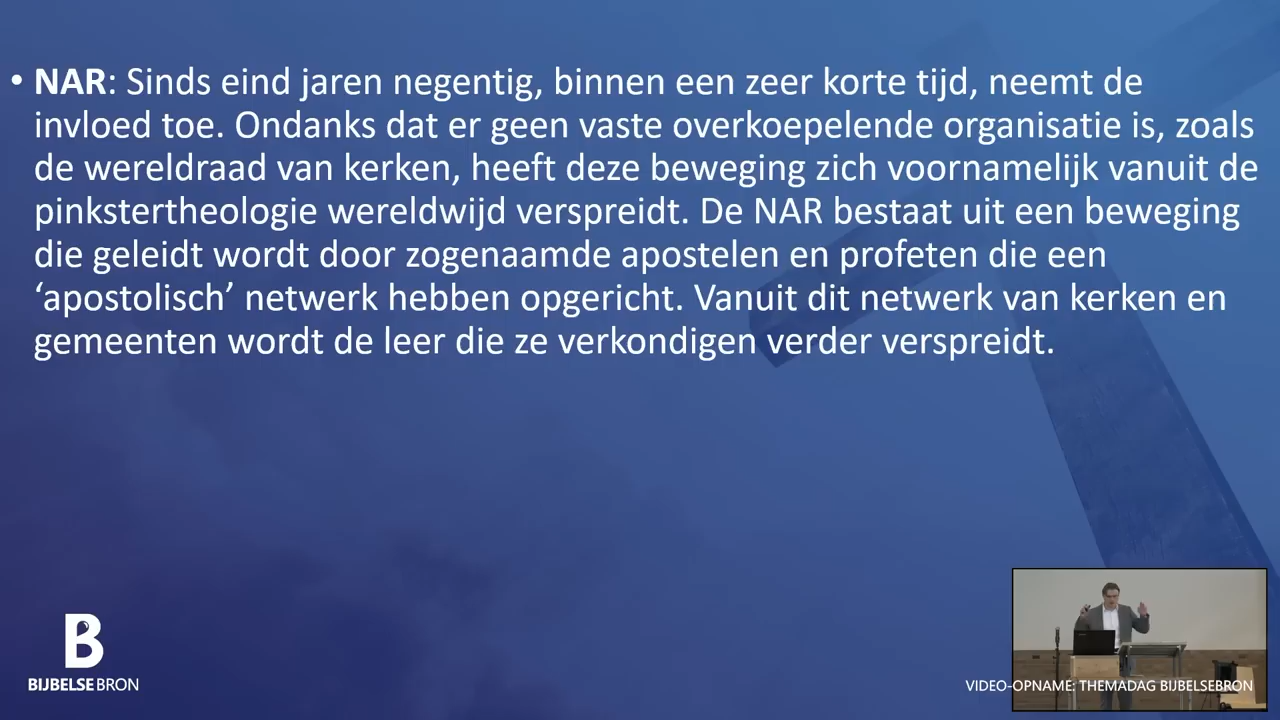 • NAR: Sinds eind jaren negentig, binnen een zeer korte tijd, neemt de
invloed toe. Ondanks dat er geen vaste overkoepelende organisatie is, zoals
de wereldraad van kerken, heeft deze beweging zich voornamelijk vanuit de
pinkstertheologie wereldwijd verspreidt. De NAR bestaat uit een beweging
die geleidt wordt door zogenaamde apostelen en profeten die een
‘apostolisch’ netwerk hebben opgericht. Vanuit dit netwerk van kerken en
gemeenten wordt de leer die ze verkondigen verder verspreidt.
B
BIJBELSEBRON
VIDEO-OPNAME: THEMADAG BIJBELSEBRON